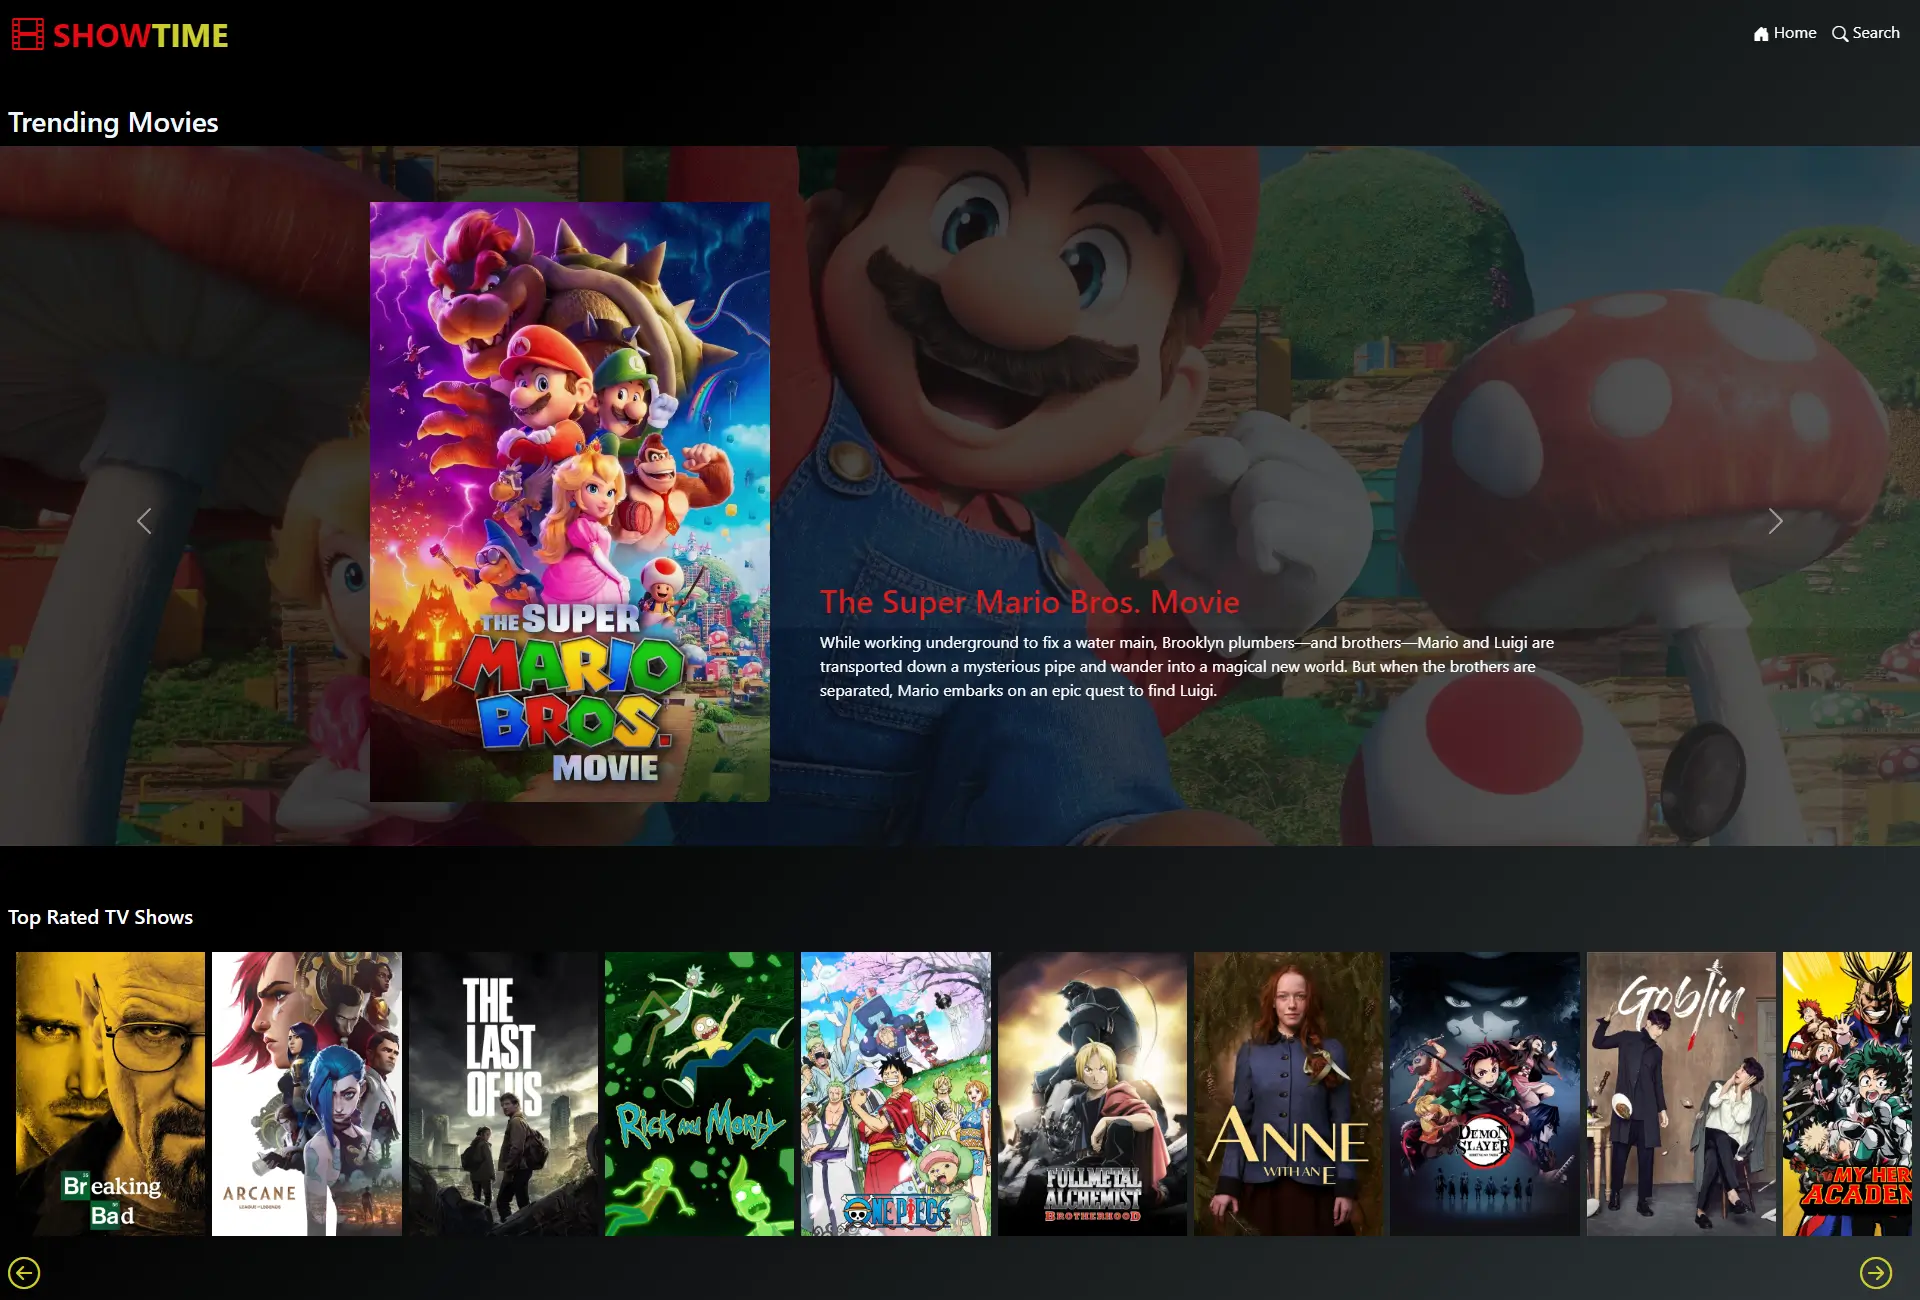 SHOWTIME
Home
Search
Trending Movies
THE SUPER
MARIO
BROS.
MOVIE
The Super Mario Bros. Movie
While working underground to fix a water main, Brooklyn plumbers—and brothers—Mario and Luigi are
transported down a mysterious pipe and wander into a magical new world. But when the brothers are
separated, Mario embarks on an epic quest to find Luigi.
Top Rated TV Shows
Breaking
Bad
ARCANE
LEAGUE OF LEGENDS
THE
LAST
OF US
RICK AND MORTY
ONE PIECE
FULLMETAL
ALCHEMIST
BROTHERHOOD
ANNE
WITH AN E
DEMON
SLAYER
Goblin
MY HER
ACADEM